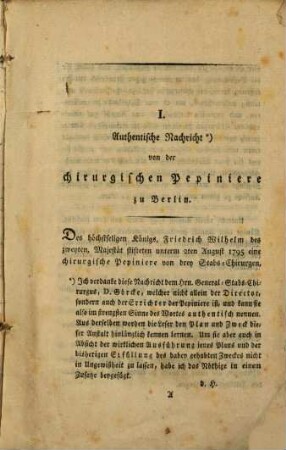 I.
Authentische Nachricht *)
von der
chirurgischen Pepiniere
zu Berlin.
Des höchstseligen Königs, Friedrich Wilhelm des
zweyten, Majestät stifteten unterm 2ten August 1795 eine
chirurgische Pepiniere von drey Stabs-Chirurgen,
*) Ich verdanke diese Nachricht dem Hrn. General-Stabs-Chi-
rurgus, D. Görcke, welcher nicht allein der Director,
sondern auch der Errichter der Pepiniere ist, und kann sie
also im strengsten Sinne des Wortes authentisch nennen.
Aus derselben werden die Leser den Plan und Zweck die-
ser Anstalt hinlänglich kennen lernen. Um sie aber auch in
Absicht der wirklichen Ausführung jenes Plans und der
bisherigen Erfüllung des dabey gehabten Zweckes nicht
in Ungewißheit zu lassen, habe ich das Nöthige in einem
Zusatze beygefügt.
d. H.
A